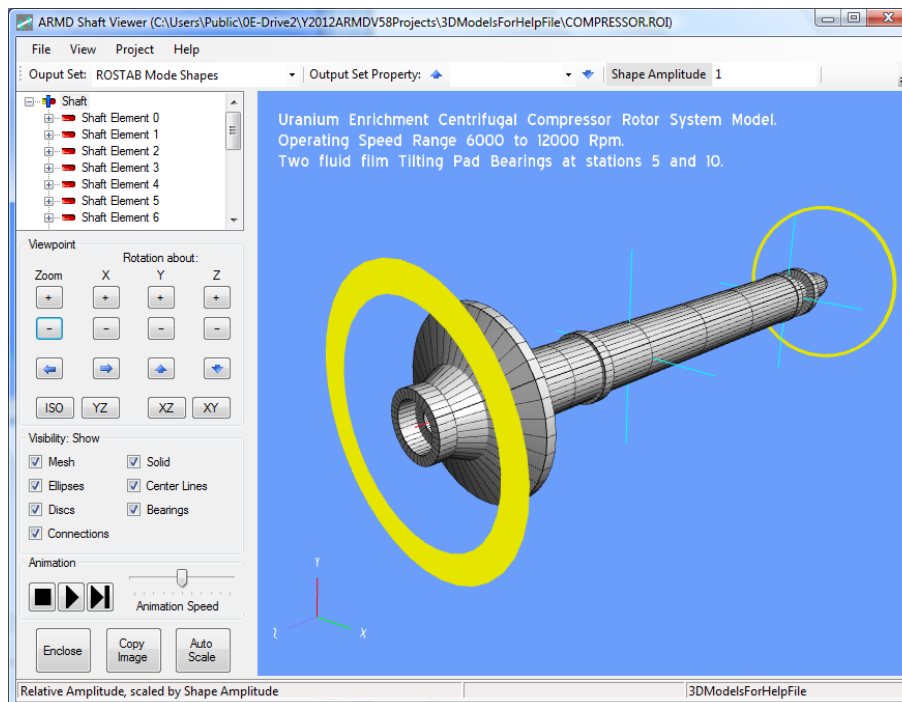 ARMD Shaft Viewer (C:\Users\Public\0E-Drive2\Y2012ARMDV58Projects\3DModelsForHelpFile\COMPRESSOR.ROI)
File View Project Help
Ouput Set: ROSTAB Mode Shapes Output Set Property: Shape Amplitude 1
Shaft
Shaft Element 0
Shaft Element 1
Shaft Element 2
Shaft Element 3
Shaft Element 4
Shaft Element 5
Shaft Element 6
Uranium Enrichment Centrifugal Compressor Rotor System Model.
Operating Speed Range 6000 to 12000 Rpm.
Two fluid film Tilting Pad Bearings at stations 5 and 10.
Viewpoint
Rotation about:
Zoom X Y Z
+ + + +
- - - -
ISO YZ XZ XY
Visibility: Show
Mesh Solid
Ellipses Center Lines
Discs Bearings
Connections
Animation
Animation Speed
Enclose
Copy Image
Auto Scale
Y
Z X
Relative Amplitude, scaled by Shape Amplitude 3DModelsForHelpFile